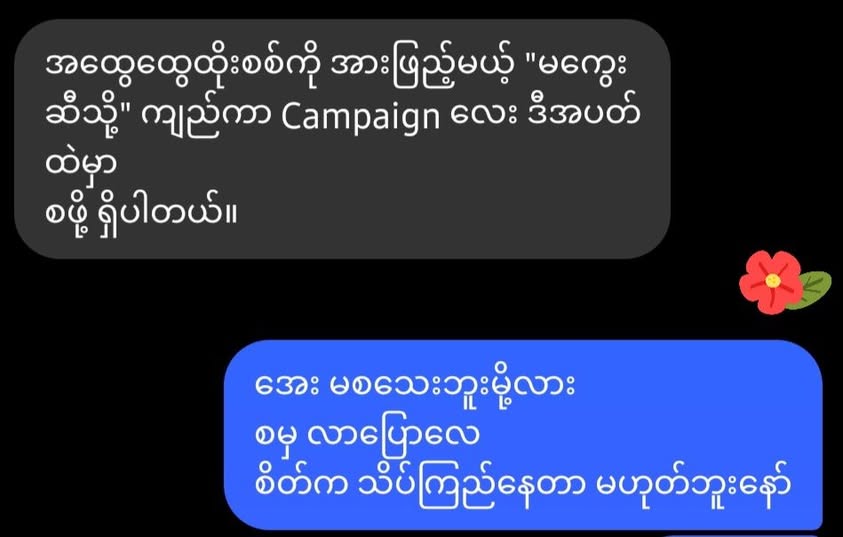 အထွေထွေထိုးစစ်ကို အားဖြည့်မယ့် "မကွေး
ဆီသို့" ကျည်ကာ Campaign လေး ဒီအပတ်
ထဲမှာ
စဖို့ ရှိပါတယ်။
အေး မစသေးဘူးမို့လား
စမှ လာပြောလေ
စိတ်က သိပ်ကြည်နေတာ မဟုတ်ဘူးနော်